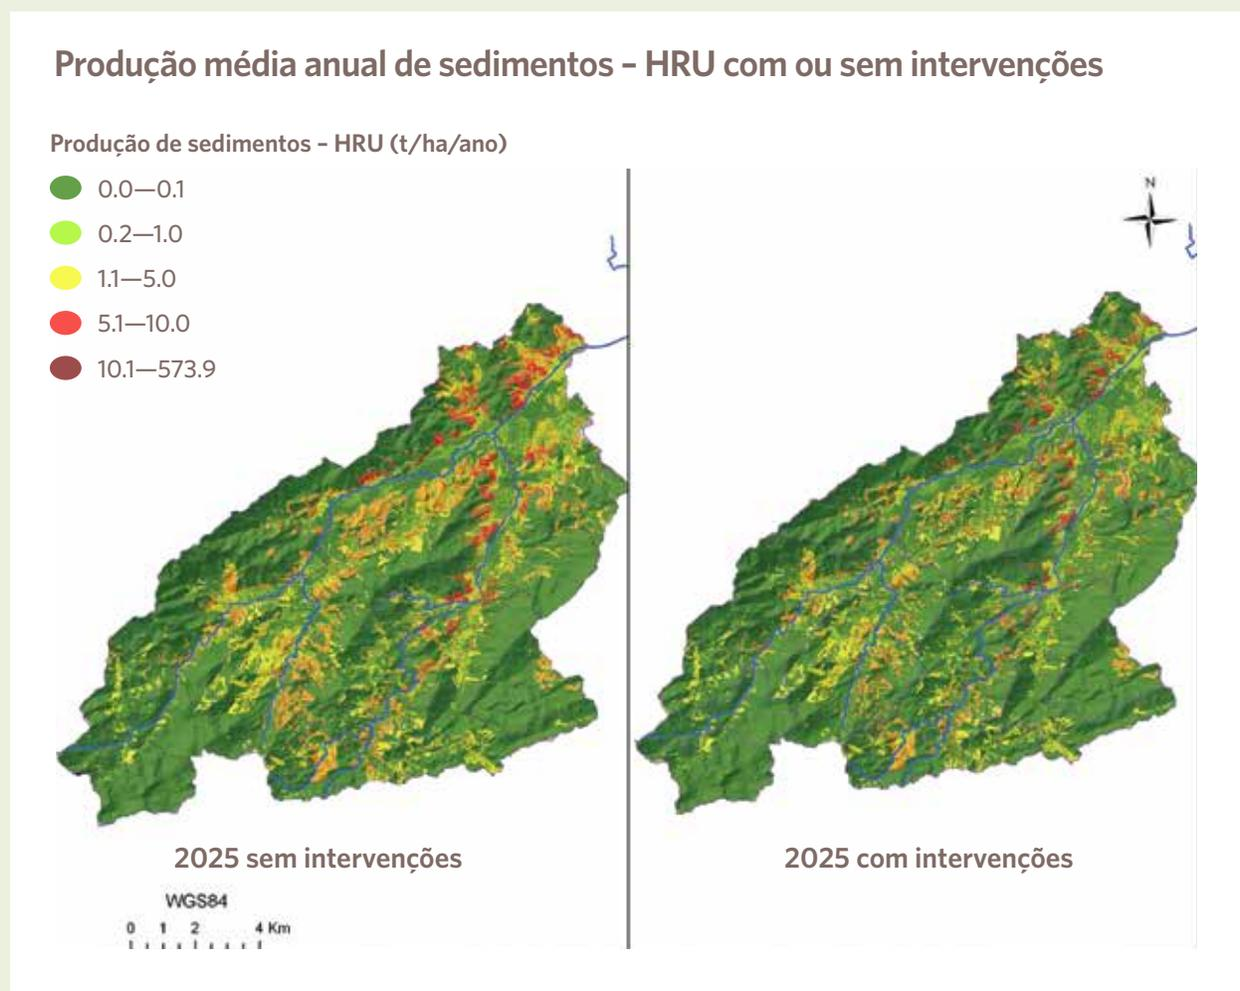 Produção média anual de sedimentos – HRU com ou sem intervenções
Produção de sedimentos – HRU (t/ha/ano)
0.0—0.1
0.2—1.0
1.1—5.0
5.1—10.0
10.1—573.9
N
2025 sem intervenções
2025 com intervenções
WGS84
0 1 2 4 Km